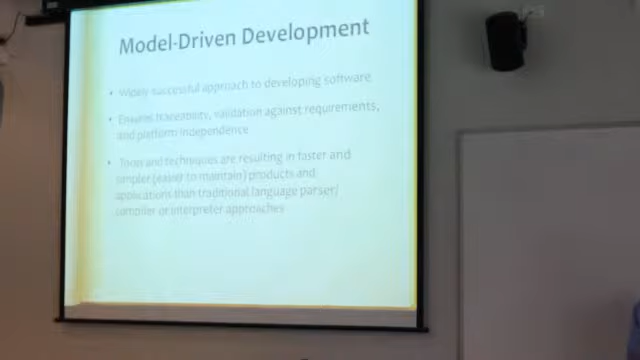 Model-Driven Development
• Widely successful approach to developing software
• Ensures traceability, validation against requirements,
and platform independence
• Tools and techniques are resulting in faster and
simpler (easier to maintain) products and
applications than traditional language parser/
compiler or interpreter approaches